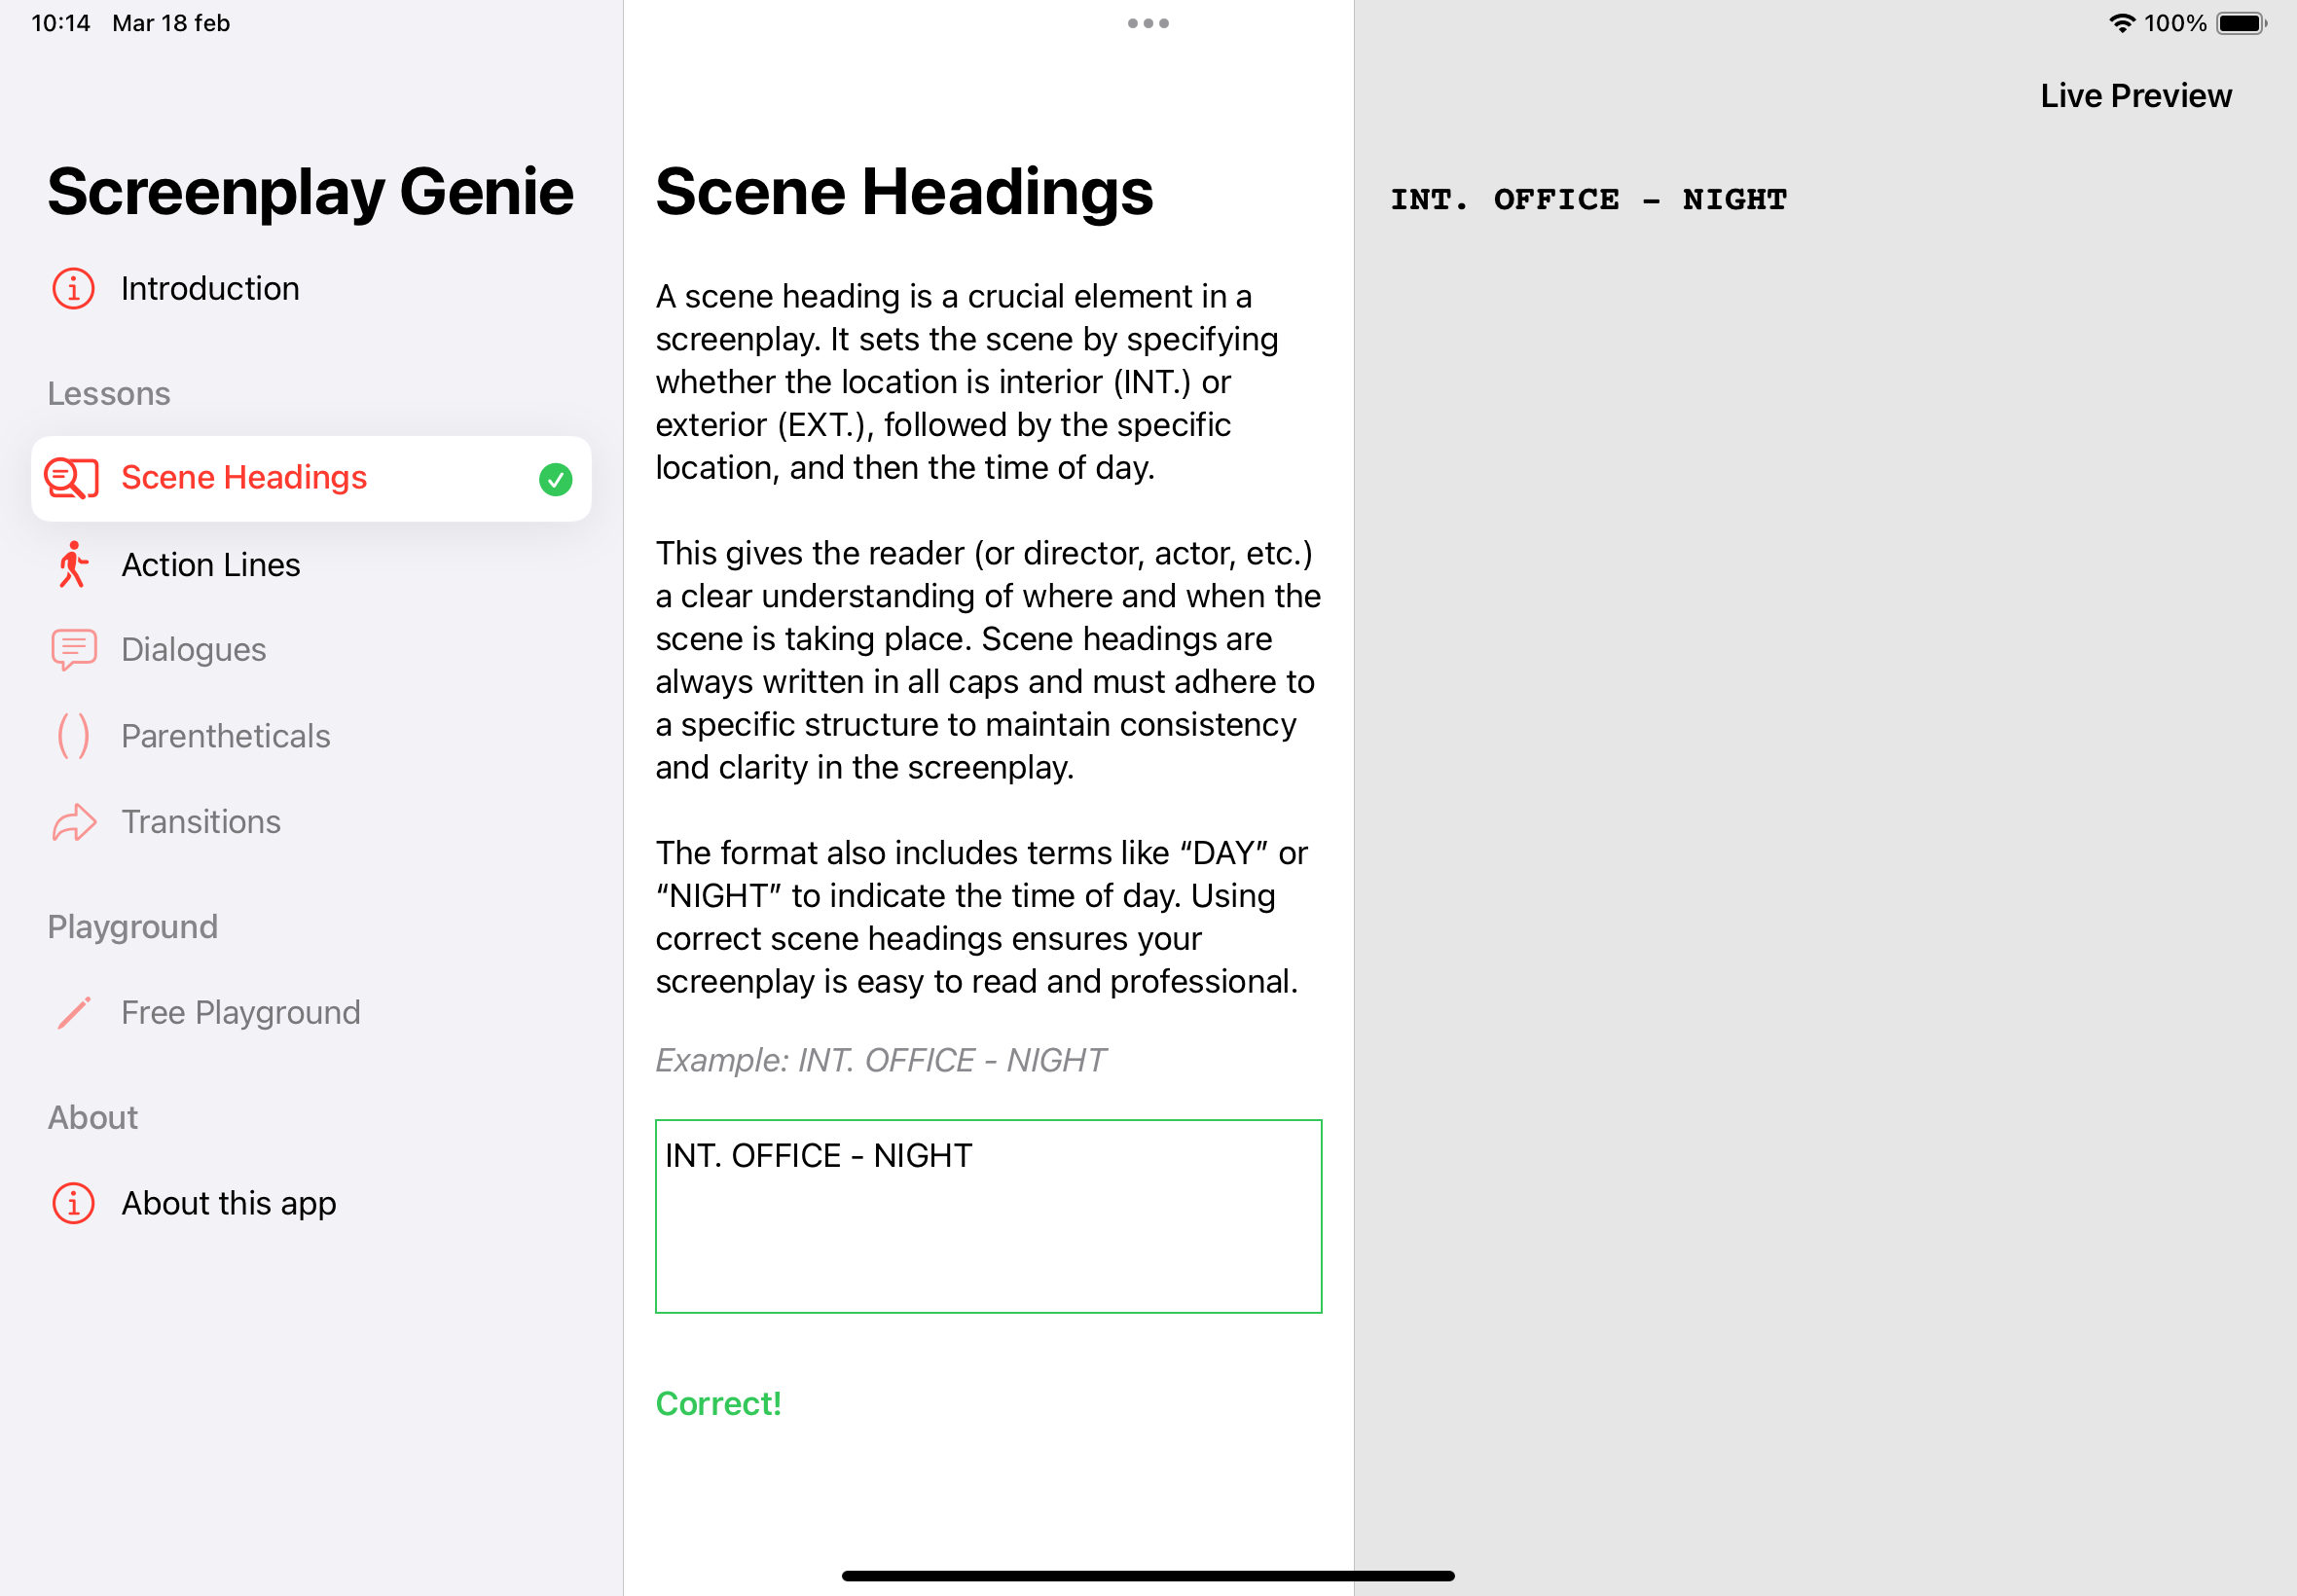 10:14 Mar 18 feb
100%
Screenplay Genie
Introduction
Lessons
Scene Headings
Action Lines
Dialogues
Parentheticals
Transitions
Playground
Free Playground
About
About this app
Scene Headings
A scene heading is a crucial element in a
screenplay. It sets the scene by specifying
whether the location is interior (INT.) or
exterior (EXT.), followed by the specific
location, and then the time of day.
This gives the reader (or director, actor, etc.)
a clear understanding of where and when the
scene is taking place. Scene headings are
always written in all caps and must adhere to
a specific structure to maintain consistency
and clarity in the screenplay.
The format also includes terms like “DAY” or
“NIGHT” to indicate the time of day. Using
correct scene headings ensures your
screenplay is easy to read and professional.
Example: INT. OFFICE - NIGHT
INT. OFFICE - NIGHT
Correct!
Live Preview
INT. OFFICE - NIGHT